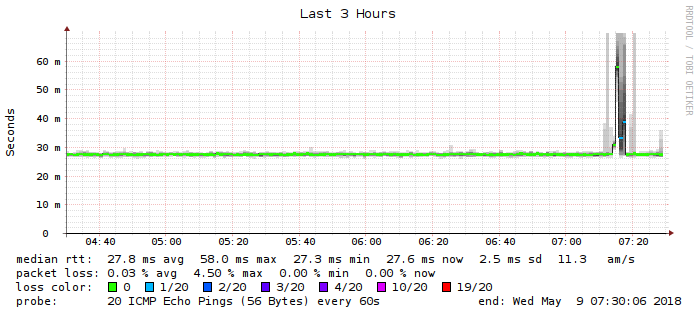 Last 3 Hours
RRDTOOL / TOBI OETIKER
Seconds
60 m
50 m
40 m
30 m
20 m
10 m
0
04:40 05:00 05:20 05:40 06:00 06:20 06:40 07:00 07:20
median rtt: 27.8 ms avg 58.0 ms max 27.3 ms min 27.6 ms now 2.5 ms sd 11.3 am/s
packet loss: 0.03 % avg 4.50 % max 0.00 % min 0.00 % now
loss color: 0 1/20 2/20 3/20 4/20 10/20 19/20
probe: 20 ICMP Echo Pings (56 Bytes) every 60s end: Wed May 9 07:30:06 2018